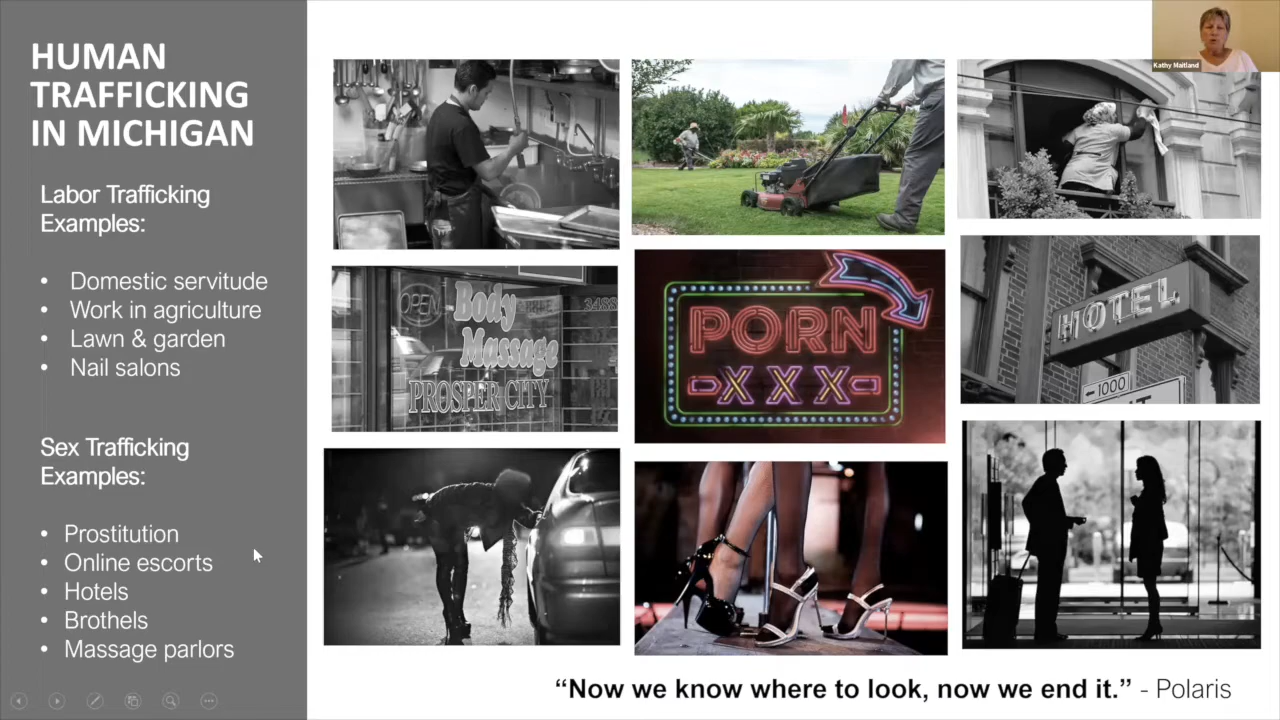 HUMAN
TRAFFICKING
IN MICHIGAN
Labor Trafficking
Examples:
• Domestic servitude
• Work in agriculture
• Lawn & garden
• Nail salons
Sex Trafficking
Examples:
• Prostitution
• Online escorts
• Hotels
• Brothels
• Massage parlors
Kathy Maitland
OPEN
Body
Massage
PROSPER CITY
3488
PORN
XXX
HOTEL
←1000
“Now we know where to look, now we end it.” - Polaris